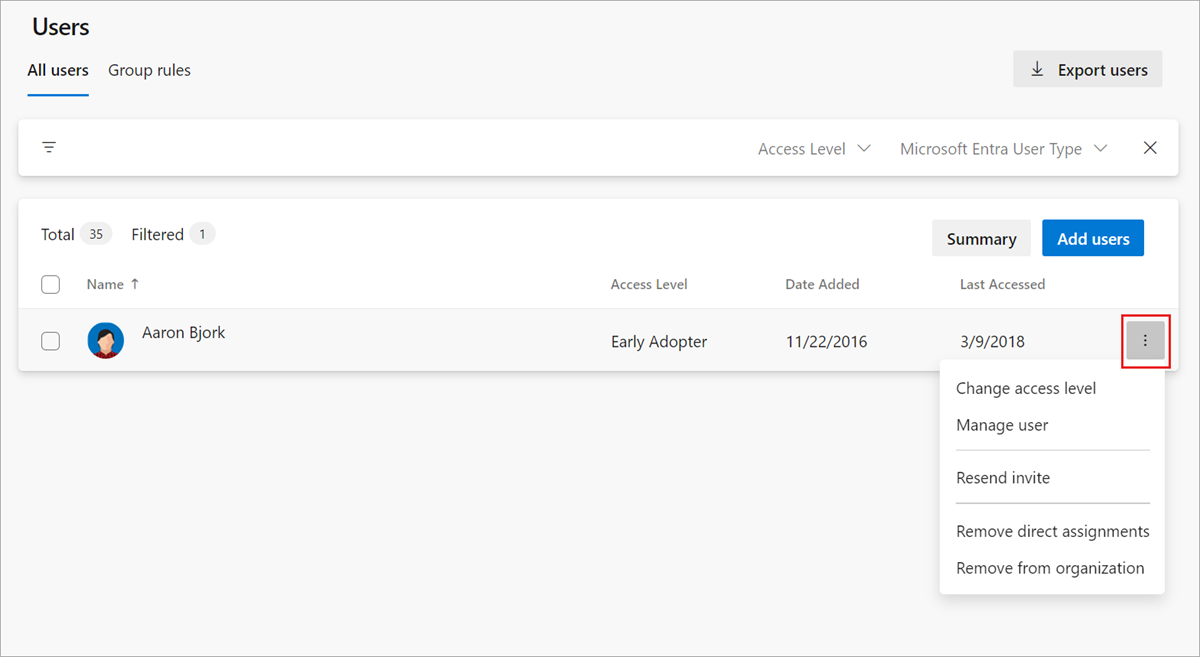 Users
All users Group rules
Export users
Access Level Microsoft Entra User Type
Total 35 Filtered 1
Summary Add users
Name ↑ Access Level Date Added Last Accessed
Aaron Bjork
Early Adopter 11/22/2016 3/9/2018
Change access level
Manage user
Resend invite
Remove direct assignments
Remove from organization